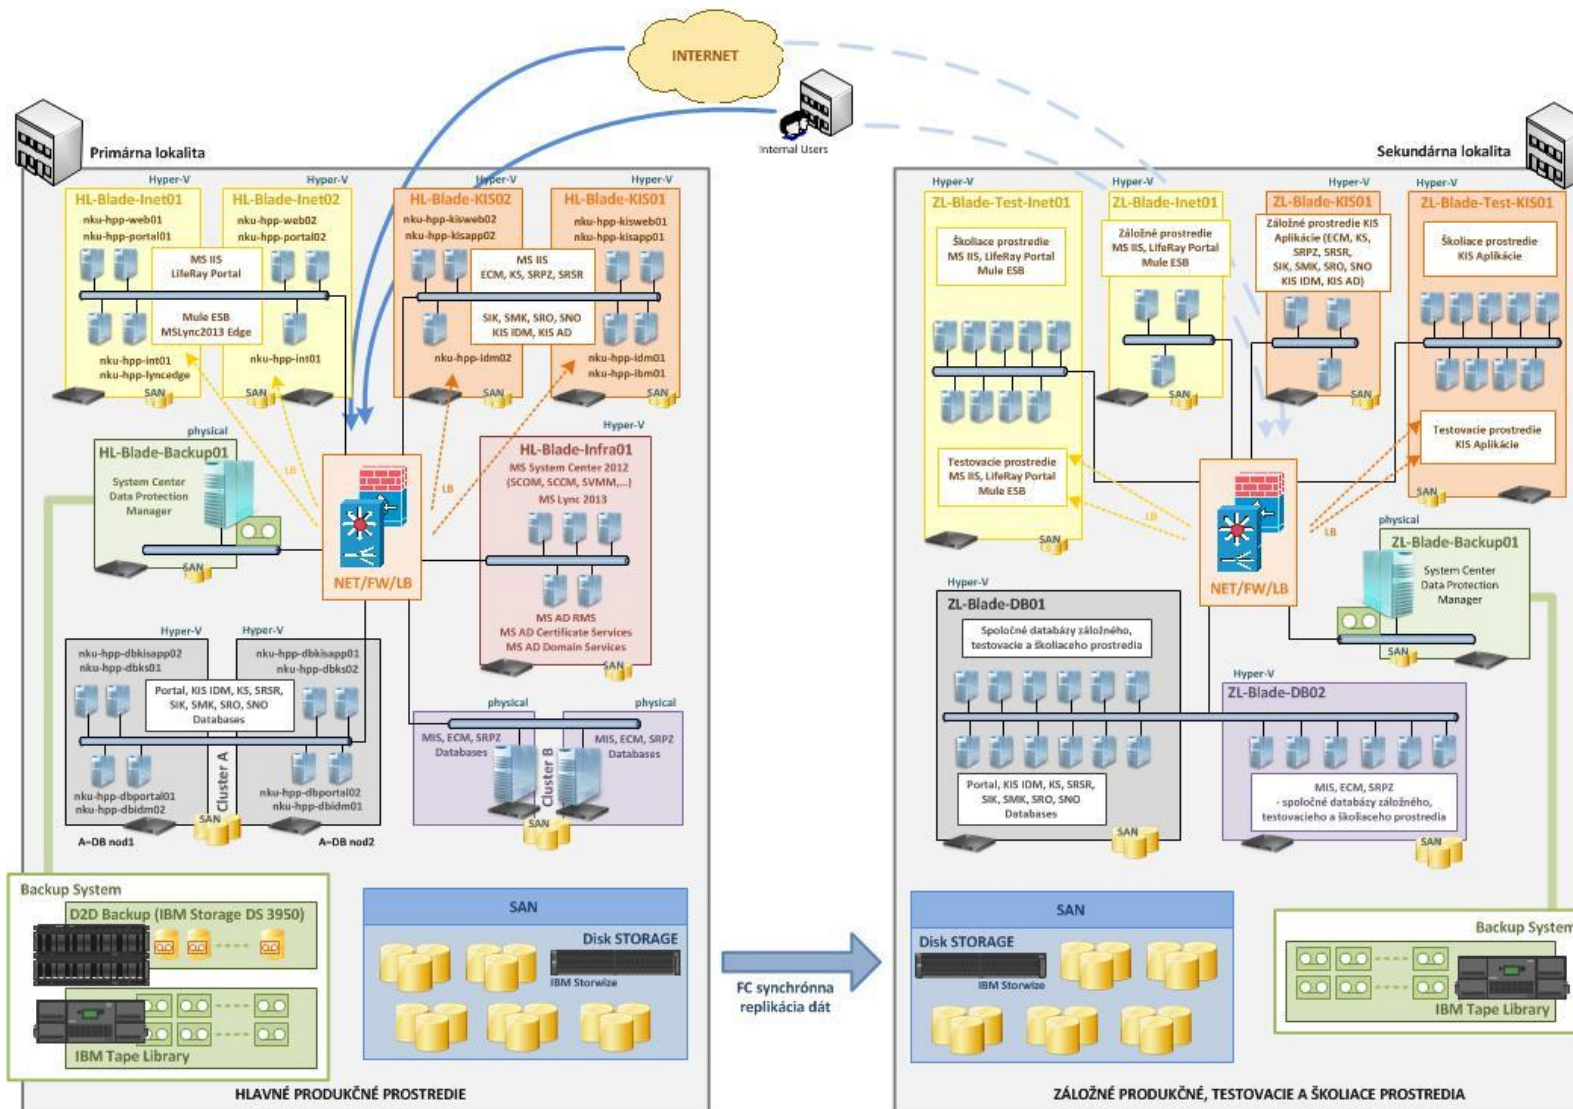 INTERNET
Internal Users
Primárna lokalita
Hyper-V
HL-Blade-Inet01
nku-hpp-web01
nku-hpp-portal01
Hyper-V
HL-Blade-Inet02
nku-hpp-web02
nku-hpp-portal02
MS IIS
LifeRay Portal
Mule ESB
MSLync2013 Edge
nku-hpp-int01
nku-hpp-lyncedge
nku-hpp-int01
SAN
SAN
Hyper-V
HL-Blade-KIS02
nku-hpp-kisweb02
nku-hpp-kisapp02
Hyper-V
HL-Blade-KIS01
nku-hpp-kisweb01
nku-hpp-kisapp01
MS IIS
ECM, KS, SRPZ, SRSR
SIK, SMK, SRO, SNO
KIS IDM, KIS AD
nku-hpp-idm02
nku-hpp-idm01
nku-hpp-ibm01
SAN
SAN
physical
HL-Blade-Backup01
System Center
Data Protection
Manager
SAN
LB
LB
NET/FW/LB
Hyper-V
HL-Blade-Infra01
MS System Center 2012
(SCOM, SCCM, SVMM,...)
MS Lync 2013
MS AD RMS
MS AD Certificate Services
MS AD Domain Services
SAN
Hyper-V
Hyper-V
nku-hpp-dbkisapp02
nku-hpp-dbks01
nku-hpp-dbkisapp01
nku-hpp-dbks02
Portal, KIS IDM, KS, SRSR,
SIK, SMK, SRO, SNO
Databases
Cluster A
nku-hpp-dbportal01
nku-hpp-dbidm02
nku-hpp-dbportal02
nku-hpp-dbidm01
SAN
A-DB nod1
A-DB nod2
physical
physical
MIS, ECM, SRPZ
Databases
MIS, ECM, SRPZ
Databases
Cluster B
SAN
Backup System
D2D Backup (IBM Storage DS 3950)
IBM Tape Library
SAN
Disk STORAGE
IBM Storwize
HLAVNÉ PRODUKČNÉ PROSTREDIE
FC synchrónna
replikácia dát
Sekundárna lokalita
Hyper-V
ZL-Blade-Test-Inet01
Školiace prostredie
MS IIS, LifeRay Portal
Mule ESB
Testovacie prostredie
MS IIS, LifeRay Portal
Mule ESB
SAN
Hyper-V
ZL-Blade-Inet01
Záložné prostredie
MS IIS, LifeRay Portal
Mule ESB
SAN
Hyper-V
ZL-Blade-KIS01
Záložné prostredie KIS
Aplikácie (ECM, KS,
SRPZ, SRSR,
SIK, SMK, SRO, SNO
KIS IDM, KIS AD)
SAN
Hyper-V
ZL-Blade-Test-KIS01
Školiace prostredie
KIS Aplikácie
Testovacie prostredie
KIS Aplikácie
SAN
LB
LB
NET/FW/LB
physical
ZL-Blade-Backup01
System Center
Data Protection
Manager
SAN
Hyper-V
ZL-Blade-DB01
Spoločné databázy záložného,
testovacie a školiaceho prostredia
Portal, KIS IDM, KS, SRSR,
SIK, SMK, SRO, SNO
Databases
SAN
Hyper-V
ZL-Blade-DB02
MIS, ECM, SRPZ
- spoločné databázy záložného,
testovacieho a školiaceho prostredia
SAN
SAN
Disk STORAGE
IBM Storwize
Backup System
IBM Tape Library
ZÁLOŽNÉ PRODUKČNÉ, TESTOVACIE A ŠKOLIACE PROSTREDIA